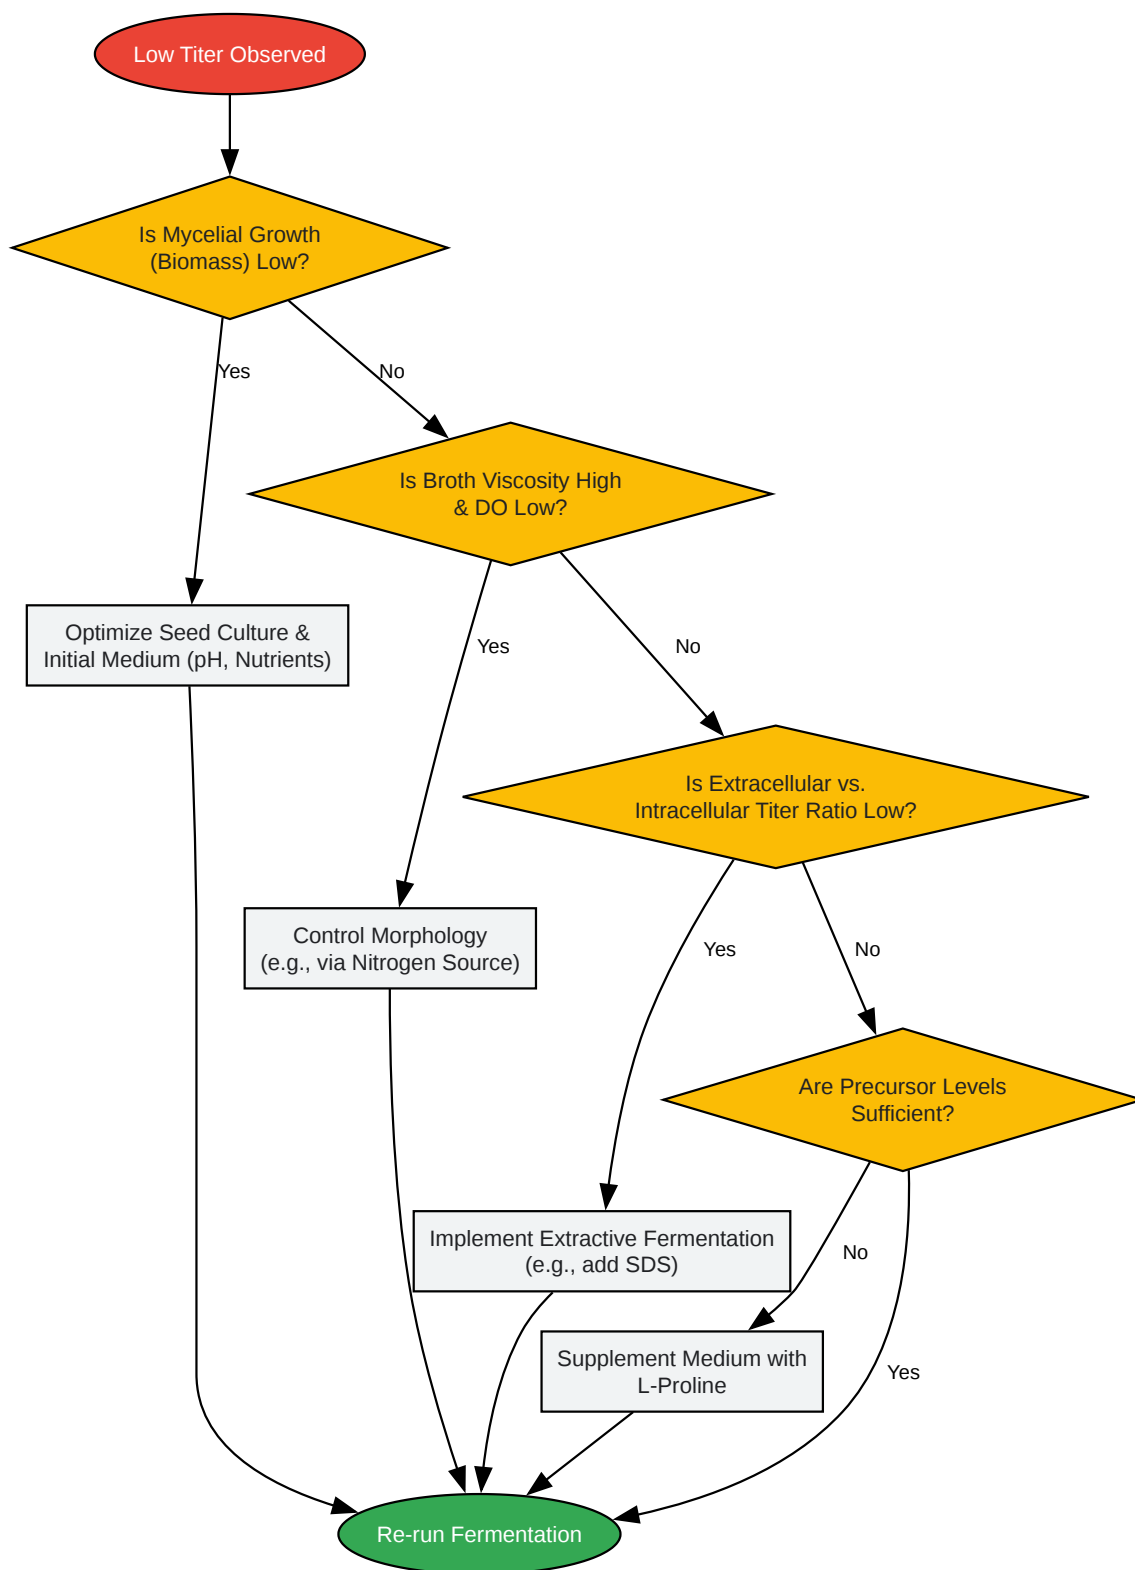 Low Titer Observed
Is Mycelial Growth
(Biomass) Low?
Yes
No
Is Broth Viscosity High
& DO Low?
Optimize Seed Culture &
Initial Medium (pH, Nutrients)
Yes
No
Is Extracellular vs.
Intracellular Titer Ratio Low?
Control Morphology
(e.g., via Nitrogen Source)
Yes
No
Are Precursor Levels
Sufficient?
Implement Extractive Fermentation
(e.g., add SDS)
No
Supplement Medium with
L-Proline
Yes
Re-run Fermentation